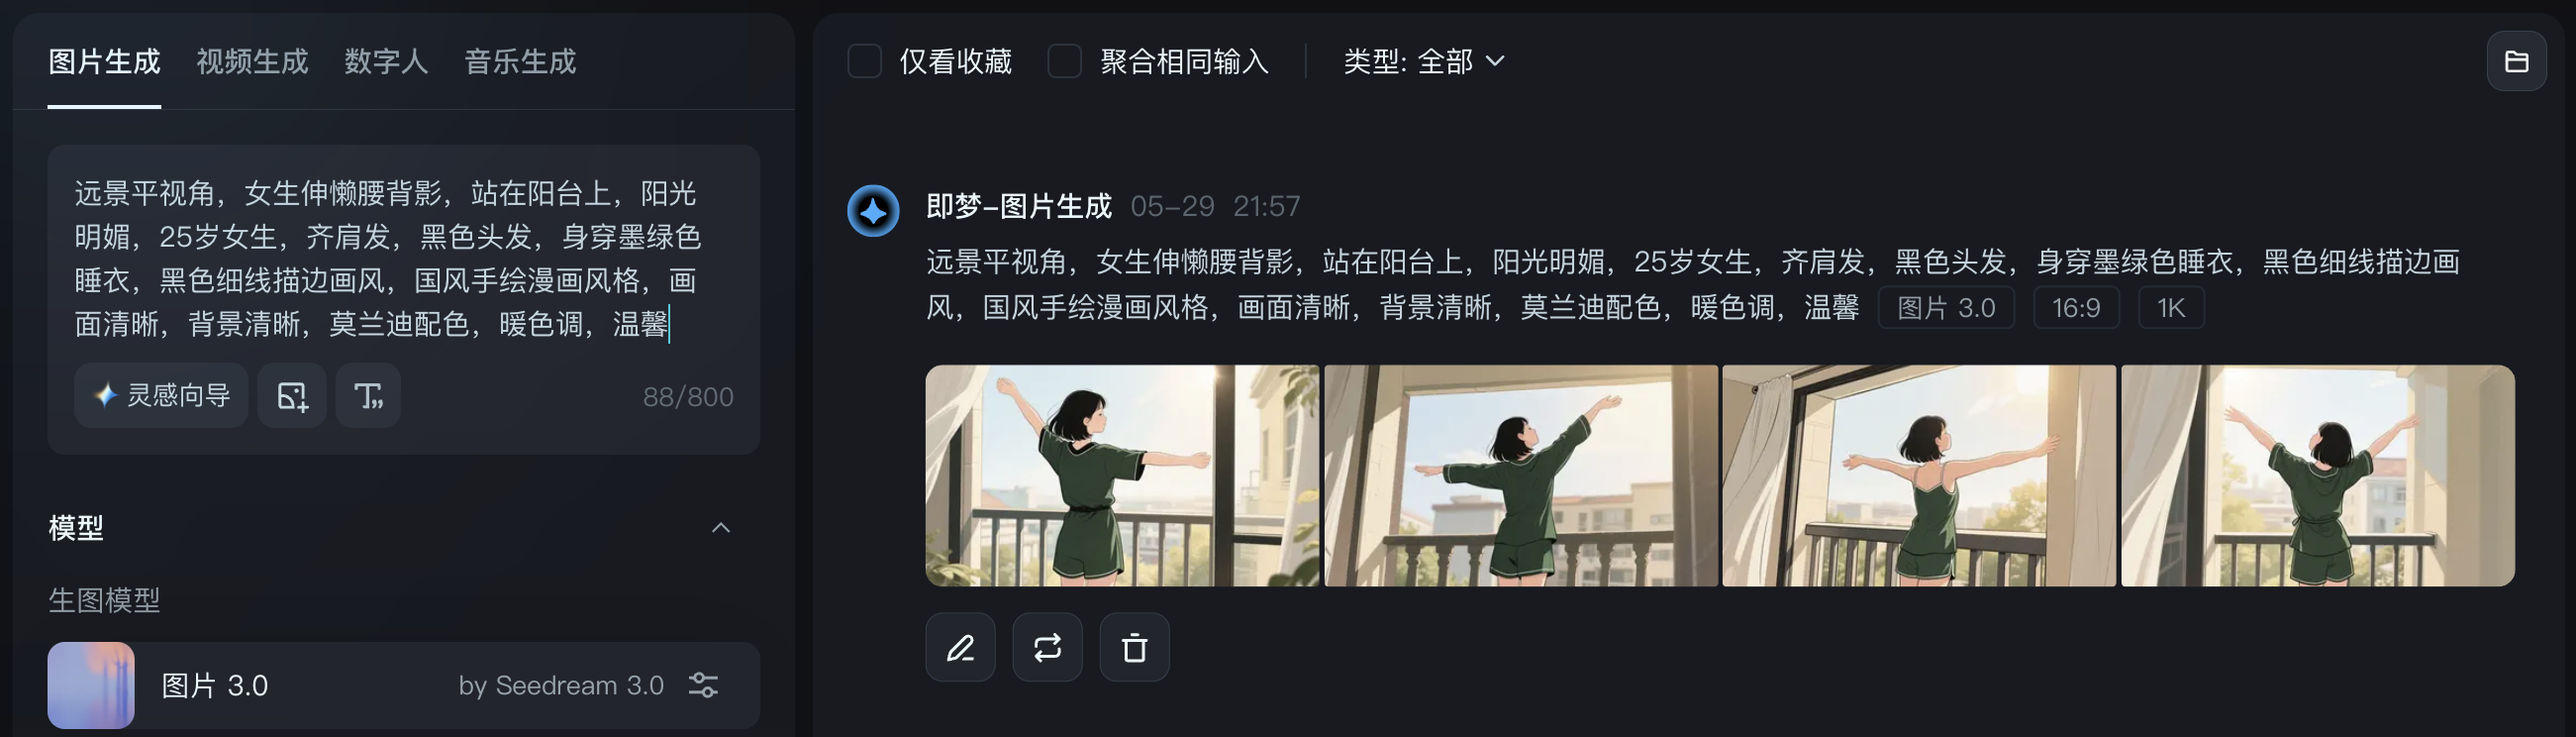 图片生成 视频生成 数字人 音乐生成
远景平视角，女生伸懒腰背影，站在阳台上，阳光
明媚，25岁女生，齐肩发，黑色头发，身穿墨绿色
睡衣，黑色细线描边画风，国风手绘漫画风格，画
面清晰，背景清晰，莫兰迪配色，暖色调，温馨
灵感向导 88/800
模型
生图模型
图片 3.0 by Seedream 3.0
仅看收藏 聚合相同输入 类型: 全部
即梦-图片生成 05-29 21:57
远景平视角，女生伸懒腰背影，站在阳台上，阳光明媚，25岁女生，齐肩发，黑色头发，身穿墨绿色睡衣，黑色细线描边画
风，国风手绘漫画风格，画面清晰，背景清晰，莫兰迪配色，暖色调，温馨 图片 3.0 16:9 1K